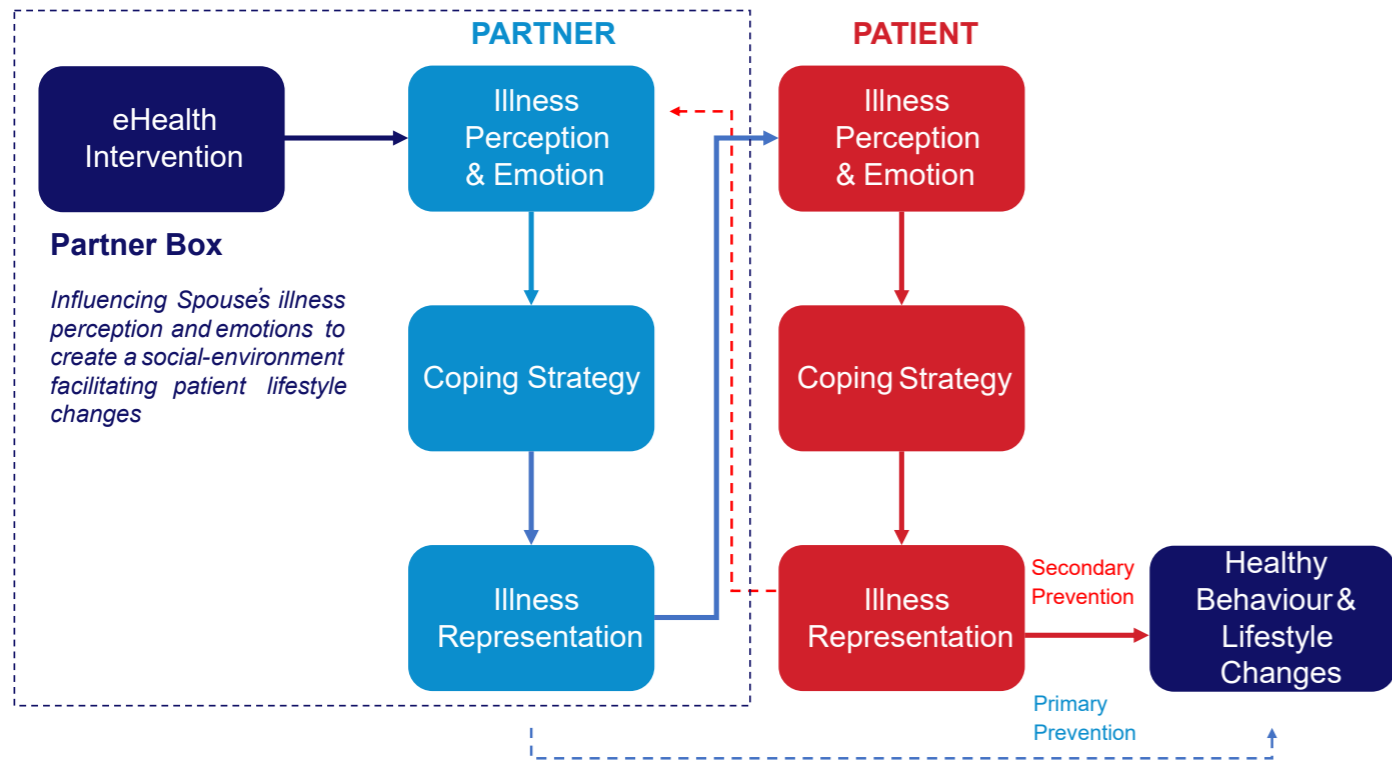 PARTNER
PATIENT
eHealth
Intervention
Illness
Perception
& Emotion
Illness
Perception
& Emotion
Partner Box
Influencing Spouse's illness
perception and emotions to
create a social-environment
facilitating patient lifestyle
changes
Coping Strategy
Coping Strategy
Illness
Representation
Illness
Representation
Secondary
Prevention
Healthy
Behaviour &
Lifestyle
Changes
Primary
Prevention